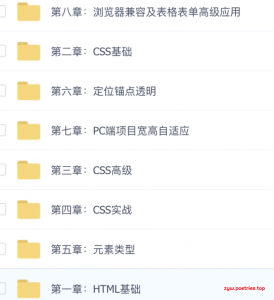 第八章：浏览器兼容及表格表单高级应用
第二章：CSS基础
第六章：定位锚点透明
第七章：PC端项目宽高自适应
第三章：CSS高级
第四章：CSS实战
第五章：元素类型
第一章：HTML基础
zyw.poetries.top